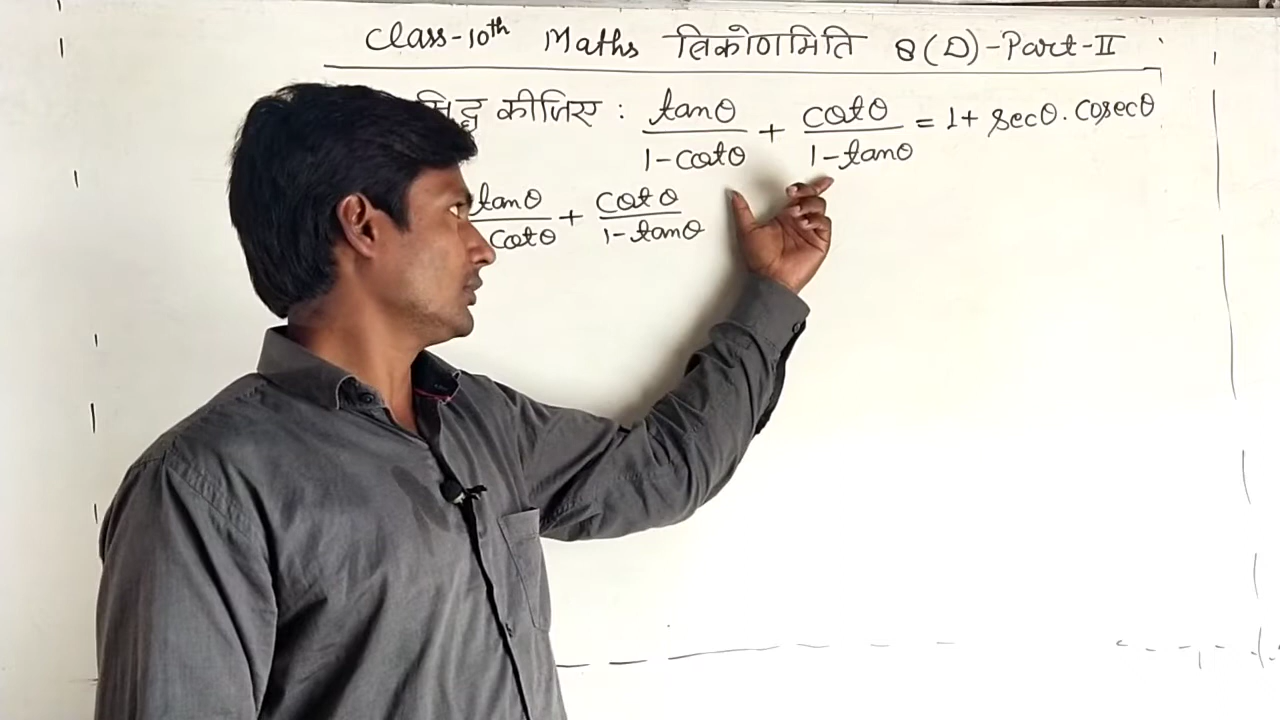 Class-10th Maths त्रिकोणमिति 8(D)-Part-II
सिद्ध कीजिए : tanθ/1-cotθ + cotθ/1-tanθ = 1+ secθ. cosecθ
tanθ/cotθ + cotθ/1-tanθ